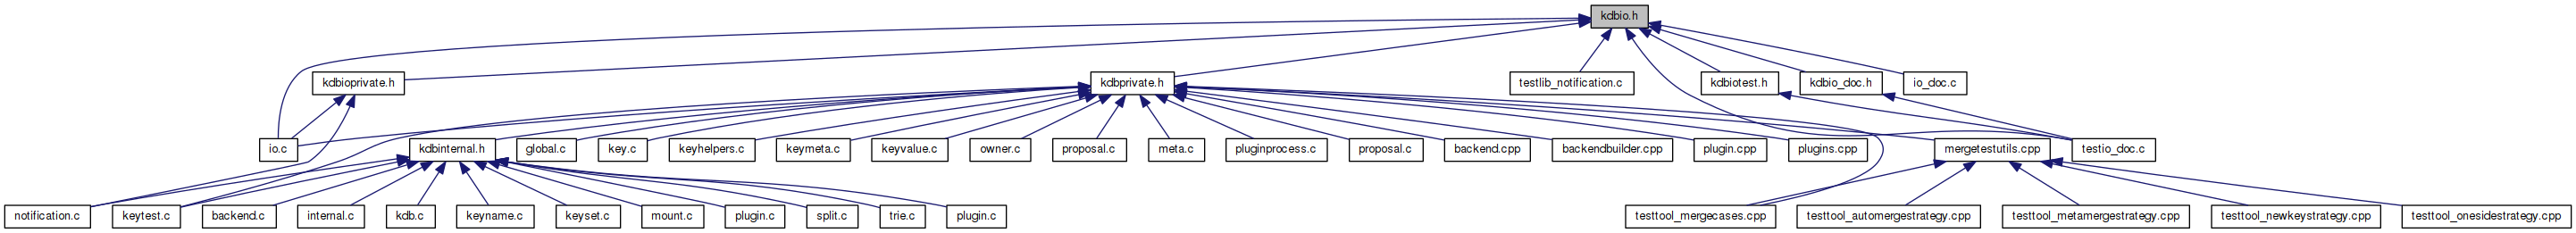 kdbio.h
kdbioprivate.h
kdbprivate.h
testlib_notification.c
kdbiotest.h
kdbio_doc.h
io_doc.c
io.c
kdbinternal.h
global.c
key.c
keyhelpers.c
keymeta.c
keyvalue.c
owner.c
proposal.c
meta.c
pluginprocess.c
proposal.c
backend.cpp
backendbuilder.cpp
plugin.cpp
plugins.cpp
mergetestutils.cpp
testio_doc.c
notification.c
keytest.c
backend.c
internal.c
kdb.c
keyname.c
keyset.c
mount.c
plugin.c
split.c
trie.c
plugin.c
testtool_mergecases.cpp
testtool_automergestrategy.cpp
testtool_metamergestrategy.cpp
testtool_newkeystrategy.cpp
testtool_onesidestrategy.cpp